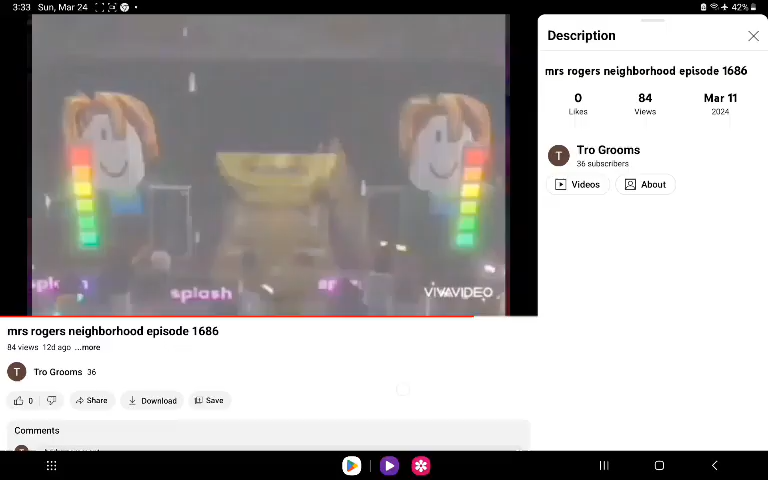 3:33 Sun, Mar 24
42%
Description
mrs rogers neighborhood episode 1686
0
84
Mar 11
Likes
Views
2024
T
Tro Grooms
36 subscribers
Videos
About
splash
VIVAVIDEO
mrs rogers neighborhood episode 1686
84 views 12d ago ...more
T
Tro Grooms 36
0
Share
Download
Save
Comments